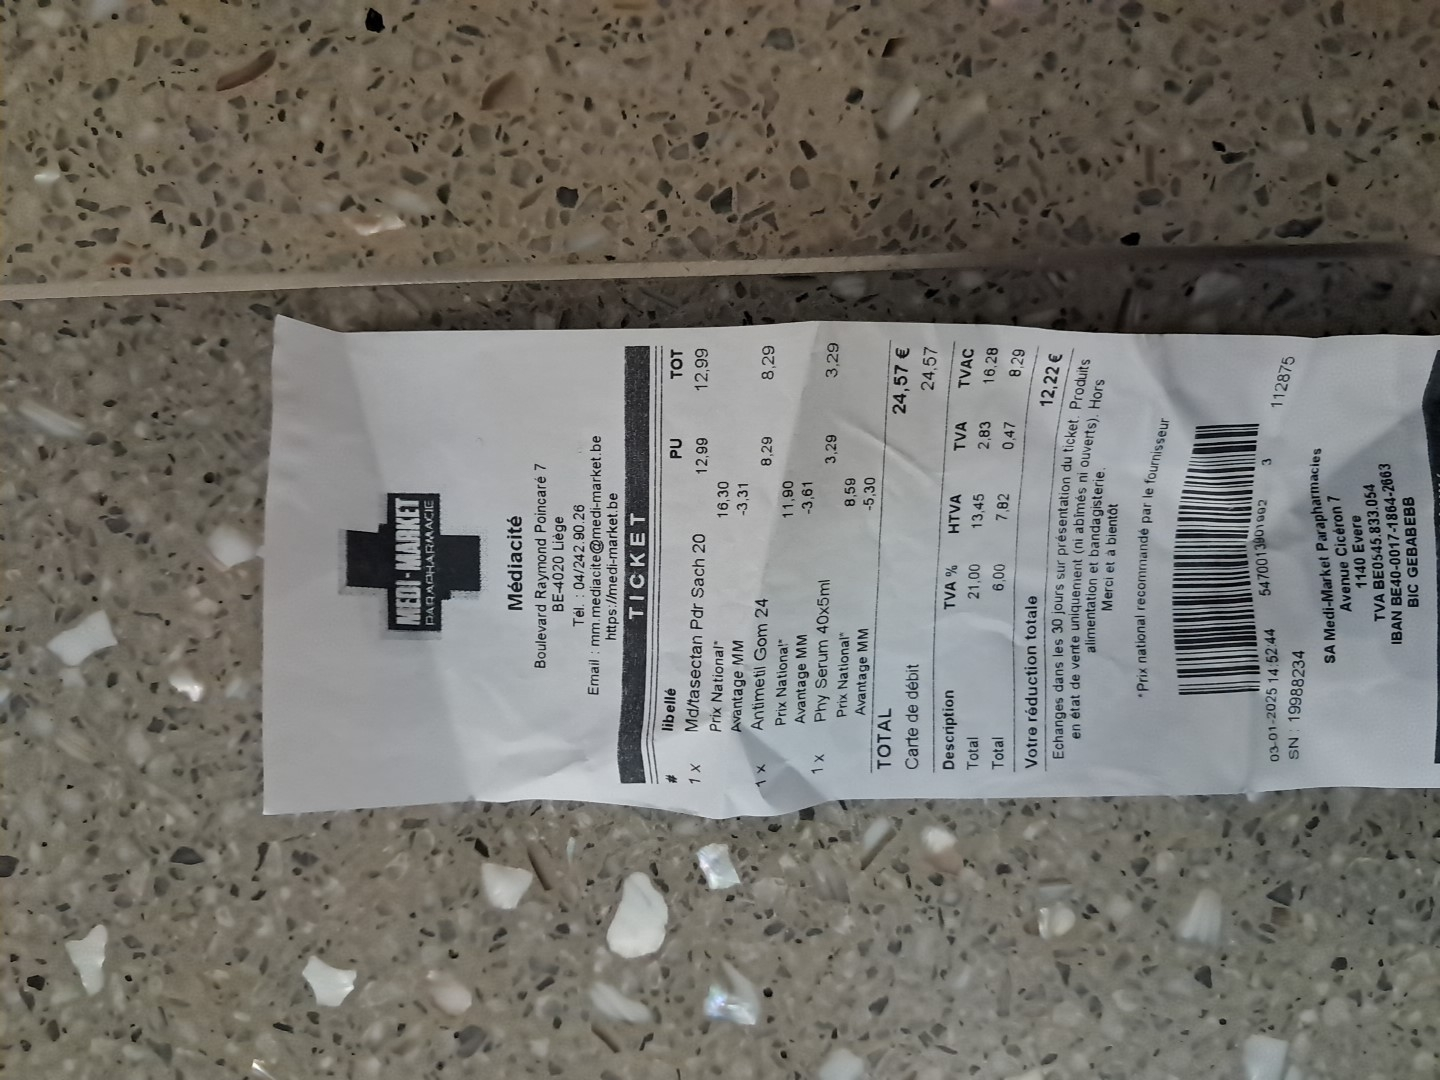 MEDI-MARKET
PARAPHARMACIE
Médiacité
Boulevard Raymond Poincaré 7
BE-4020 Liège
Tél. : 04/242.90.26
Email : mm.mediacite@medi-market.be
https://medi-market.be
TICKET
# libellé PU TOT
1 x Md/tasectan Pdr Sach 20 12,99 12,99
Prix National* 16,30
Avantage MM -3,31
1 x Antimetil Gom 24 8,29 8,29
Prix National* 11,90
Avantage MM -3,61
1 x Phy Serum 40x5ml 3,29 3,29
Prix National* 8,59
Avantage MM -5,30
TOTAL 24,57 €
Carte de débit 24,57
Description TVA % HTVA TVA TVAC
Total 21,00 13,45 2,83 16,28
Total 6,00 7,82 0,47 8,29
Votre réduction totale 12,22 €
Echanges dans les 30 jours sur présentation du ticket. Produits
en état de vente uniquement (ni abîmés ni ouverts). Hors
alimentation et bandagisterie.
Merci et à bientôt
*Prix national recommandé par le fournisseur
03-01-2025 14:52:44 5470013901992 3 112875
SN : 19988234
SA Medi-Market Parapharmacies
Avenue Cicéron 7
1140 Evere
TVA BE0545.833.054
IBAN BE40-0017-1864-2663
BIC GEBABEBB